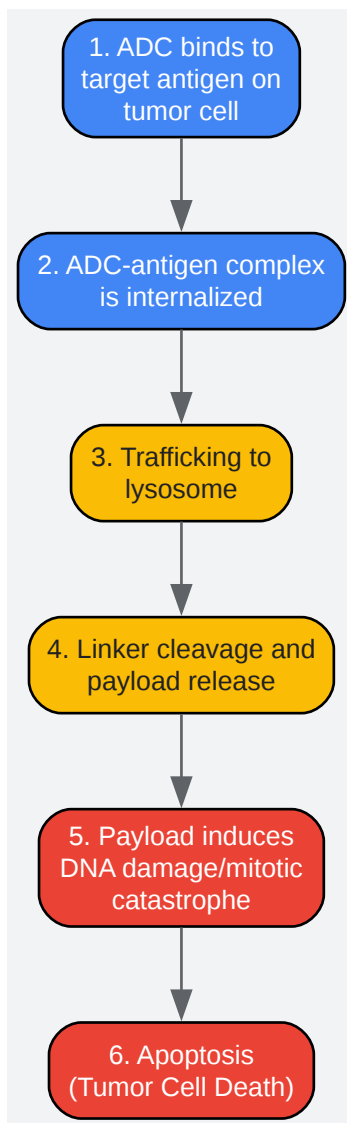 1. ADC binds to
target antigen on
tumor cell
2. ADC-antigen complex
is internalized
3. Trafficking to
lysosome
4. Linker cleavage and
payload release
5. Payload induces
DNA damage/mitotic
catastrophe
6. Apoptosis
(Tumor Cell Death)